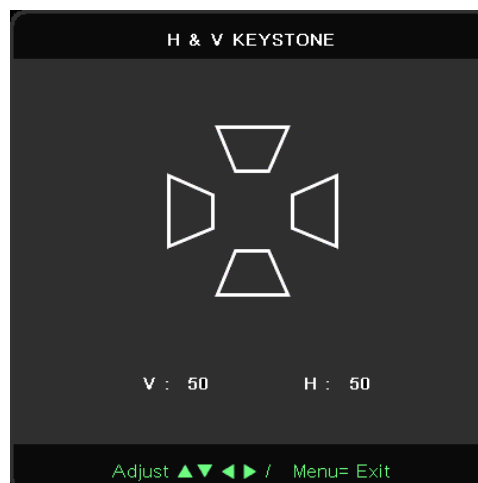 H & V KEYSTONE
V : 50 H : 50
Adjust ▲▼◀▶ / Menu= Exit